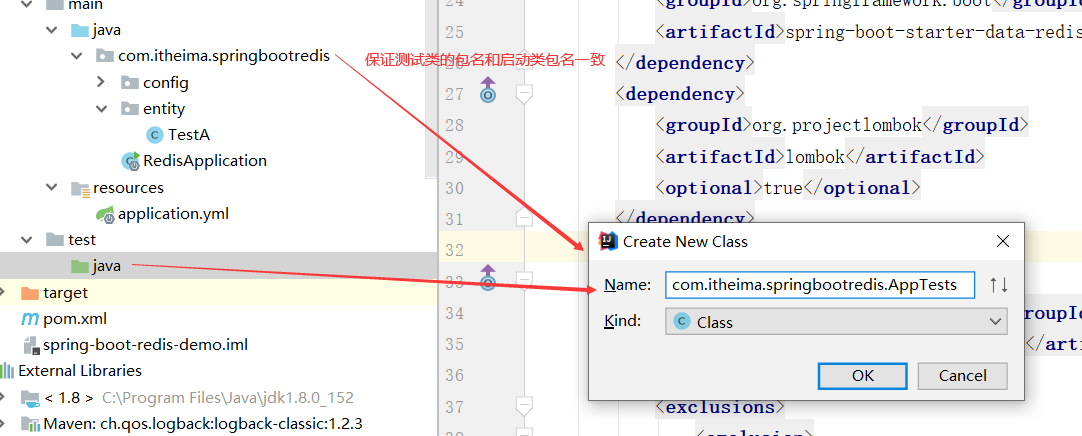 main
java
com.itheima.springbootredis
config
entity
TestA
RedisApplication
resources
application.yml
test
java
target
pom.xml
spring-boot-redis-demo.iml
External Libraries
< 1.8 > C:\Program Files\Java\jdk1.8.0_152
Maven: ch.qos.logback:logback-classic:1.2.3
保证测试类的包名和启动类包名一致
24 <groupId>org.springframework.boot</groupId>
25 <artifactId>spring-boot-starter-data-redis
26 </dependency>
27 <dependency>
28 <groupId>org.projectlombok</groupId>
29 <artifactId>lombok</artifactId>
30 <optional>true</optional>
31 </dependency>
32
33
34 groupId>
35 </arti
36
37 <exclusions>
38 <exclusion>
Create New Class
Name: com.itheima.springbootredis.AppTests
Kind: Class
OK Cancel